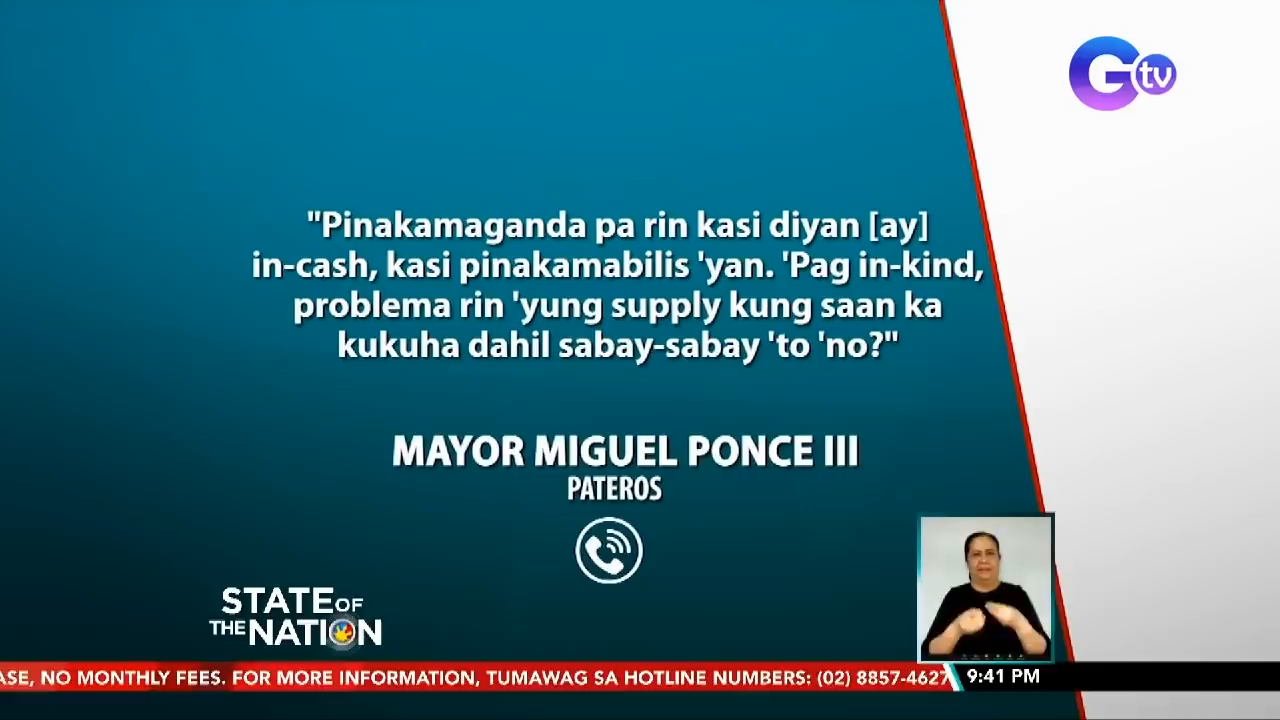 Gtv
"Pinakamaganda pa rin kasi diyan [ay]
in-cash, kasi pinakamabilis 'yan. 'Pag in-kind,
problema rin 'yung supply kung saan ka
kukuha dahil sabay-sabay 'to 'no?"
MAYOR MIGUEL PONCE III
PATEROS
STATE OF
THE NATION
ASE, NO MONTHLY FEES. FOR MORE INFORMATION, TUMAWAG SA HOTLINE NUMBERS: (02) 8857-4627 9:41 PM